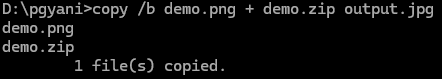 D:\pgyani>copy /b demo.png + demo.zip output.jpg
demo.png
demo.zip
        1 file(s) copied.